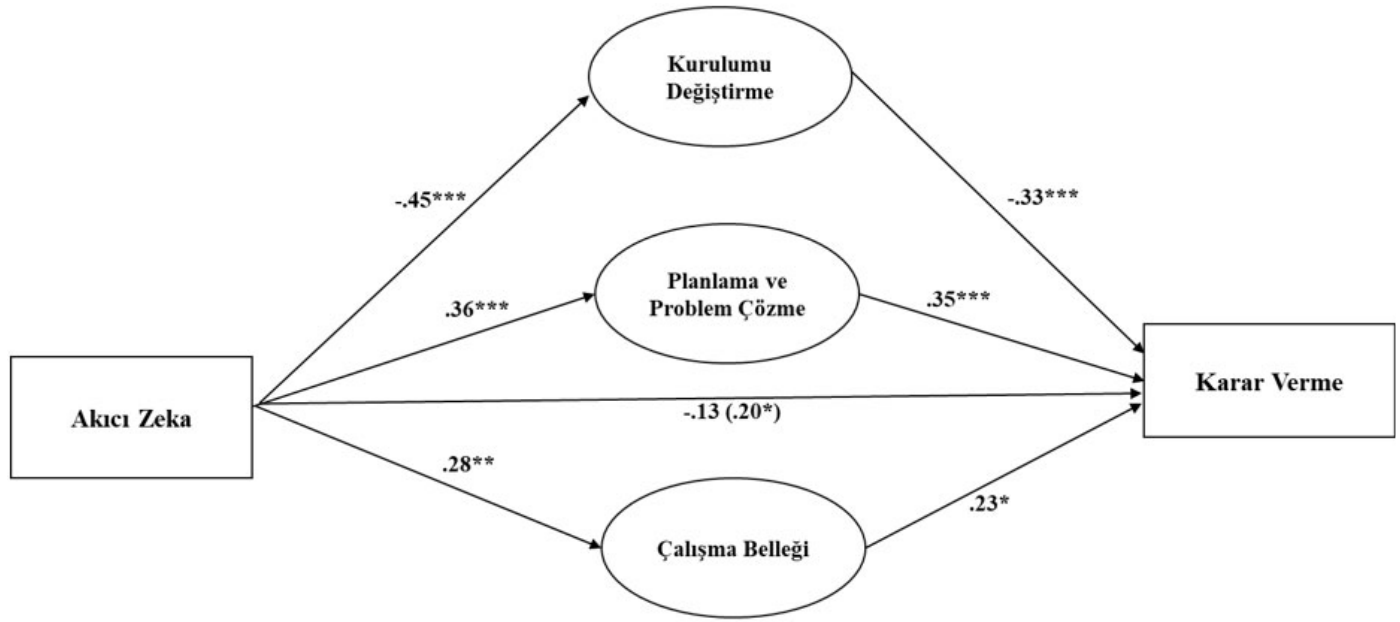 Kurulumu
Değiştirme
-.45***
-.33***
Planlama ve
Problem Çözme
.36***
.35***
Akıcı Zeka
Karar Verme
-.13 (.20*)
.28**
.23*
Çalışma Belleği